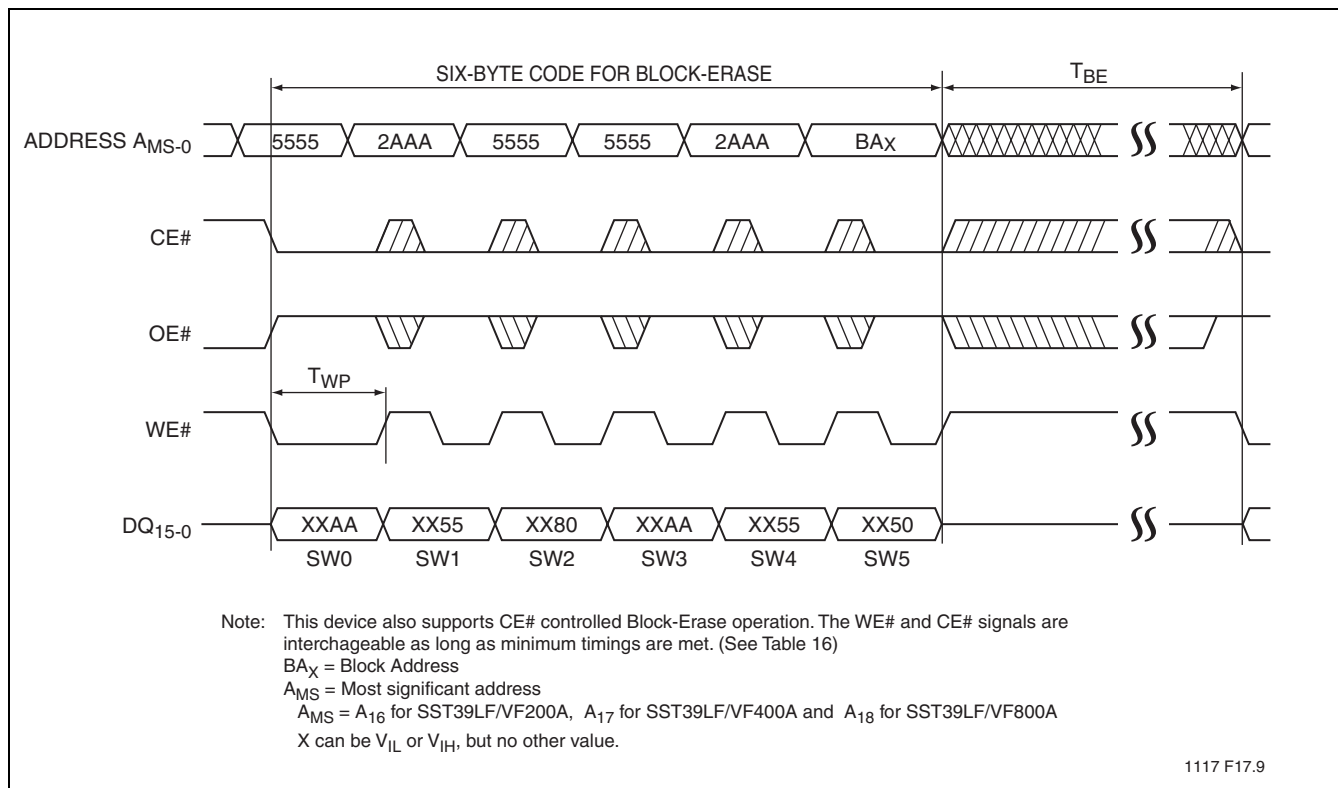 SIX-BYTE CODE FOR BLOCK-ERASE
TBE
ADDRESS AMS-0
5555 2AAA 5555 5555 2AAA BAX
CE#
OE#
TWP
WE#
DQ15-0
XXAA XX55 XX80 XXAA XX55 XX50
SW0 SW1 SW2 SW3 SW4 SW5
Note: This device also supports CE# controlled Block-Erase operation. The WE# and CE# signals are
interchageable as long as minimum timings are met. (See Table 16)
BAX = Block Address
AMS = Most significant address
AMS = A16 for SST39LF/VF200A, A17 for SST39LF/VF400A and A18 for SST39LF/VF800A
X can be VIL or VIH, but no other value.
1117 F17.9